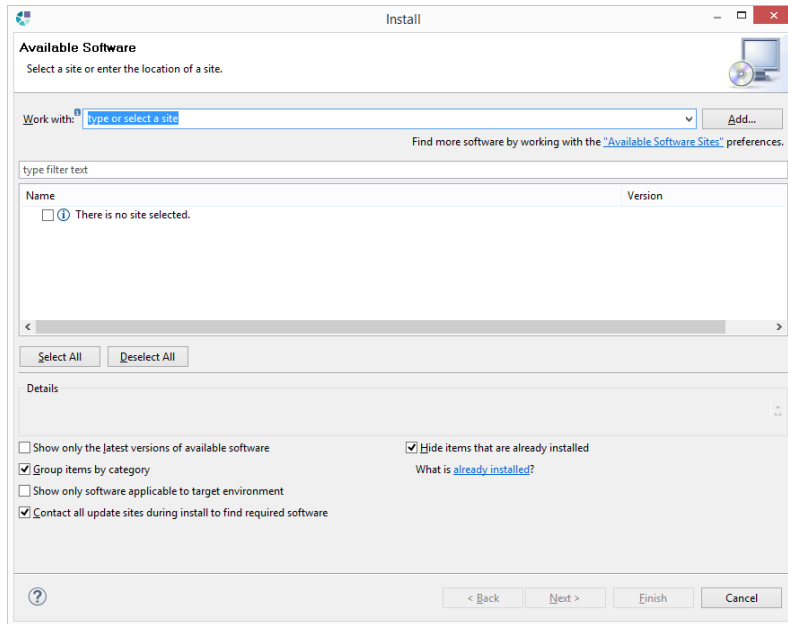 Install
Available Software
Select a site or enter the location of a site.
Work with: type or select a site Add...
Find more software by working with the "Available Software Sites" preferences.
type filter text
Name Version
There is no site selected.
Select All Deselect All
Details
Show only the latest versions of available software Hide items that are already installed
Group items by category What is already installed?
Show only software applicable to target environment
Contact all update sites during install to find required software
? < Back Next > Finish Cancel